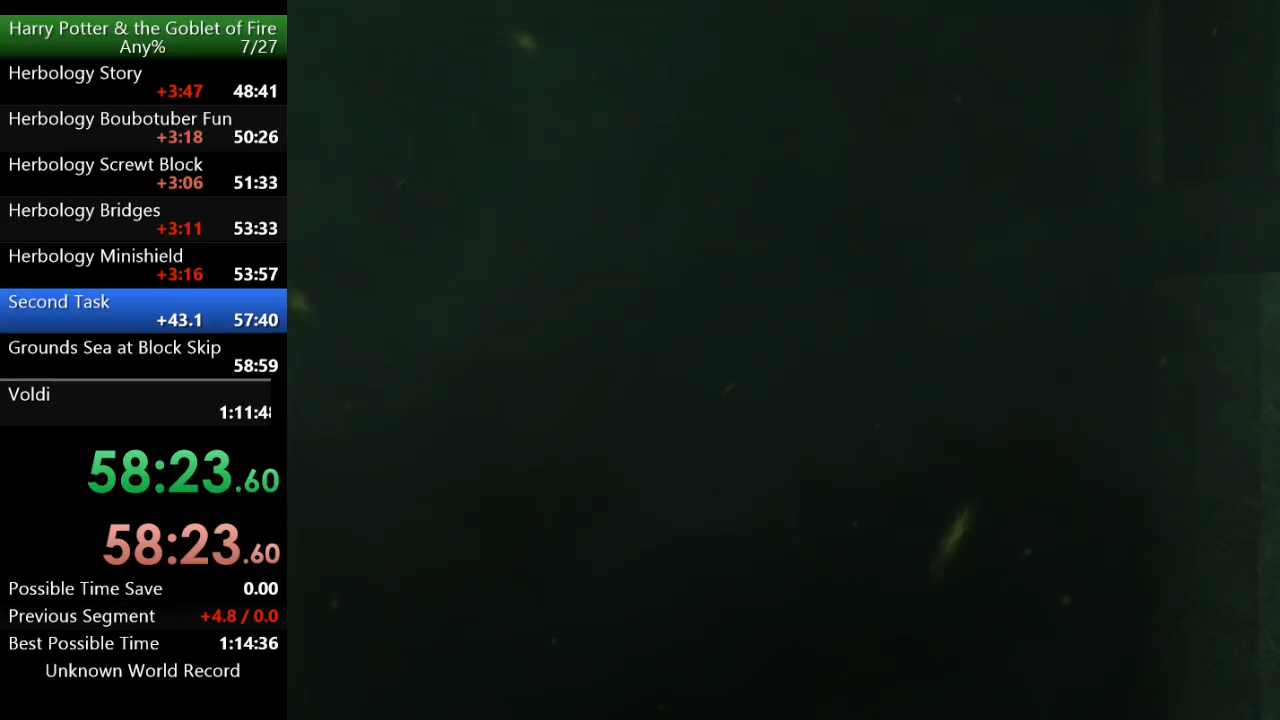 Harry Potter & the Goblet of Fire
Any% 7/27
Herbology Story
+3:47 48:41
Herbology Boubotuber Fun
+3:18 50:26
Herbology Screwt Block
+3:06 51:33
Herbology Bridges
+3:11 53:33
Herbology Minishield
+3:16 53:57
Second Task
+43.1 57:40
Grounds Sea at Block Skip
58:59
Voldi
1:11:48
58:23.60
58:23.60
Possible Time Save 0.00
Previous Segment +4.8 / 0.0
Best Possible Time 1:14:36
Unknown World Record